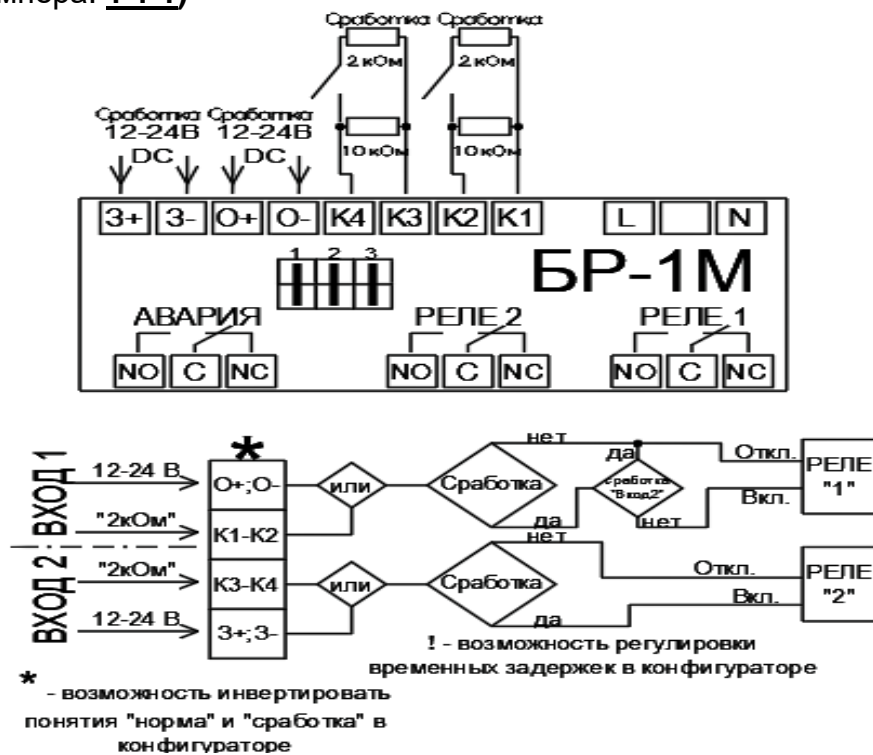 мпера: 1-1-1)
Сработка Сработка
2 кОм 2 кОм
Сработка Сработка
12-24В 12-24В
DC DC
10 кОм 10 кОм
З+ З- О+ О- К4 К3 К2 К1 L N
1 2 3
БР-1М
АВАРИЯ РЕЛЕ 2 РЕЛЕ 1
NO C NC NO C NC NO C NC
*
ВХОД 1
12-24 В
О+;О-
или
Сработка
нет
да
да
сработка
"Вход2"
нет
Откл.
Вкл.
РЕЛЕ
"1"
"2кОм"
К1-К2
ВХОД 2
"2кОм"
К3-К4
или
Сработка
нет
да
Откл.
Вкл.
РЕЛЕ
"2"
12-24 В
З+;З-
! - возможность регулировки
временных задержек в конфигураторе
*
- возможность инвертировать
понятия "норма" и "сработка" в
конфигураторе